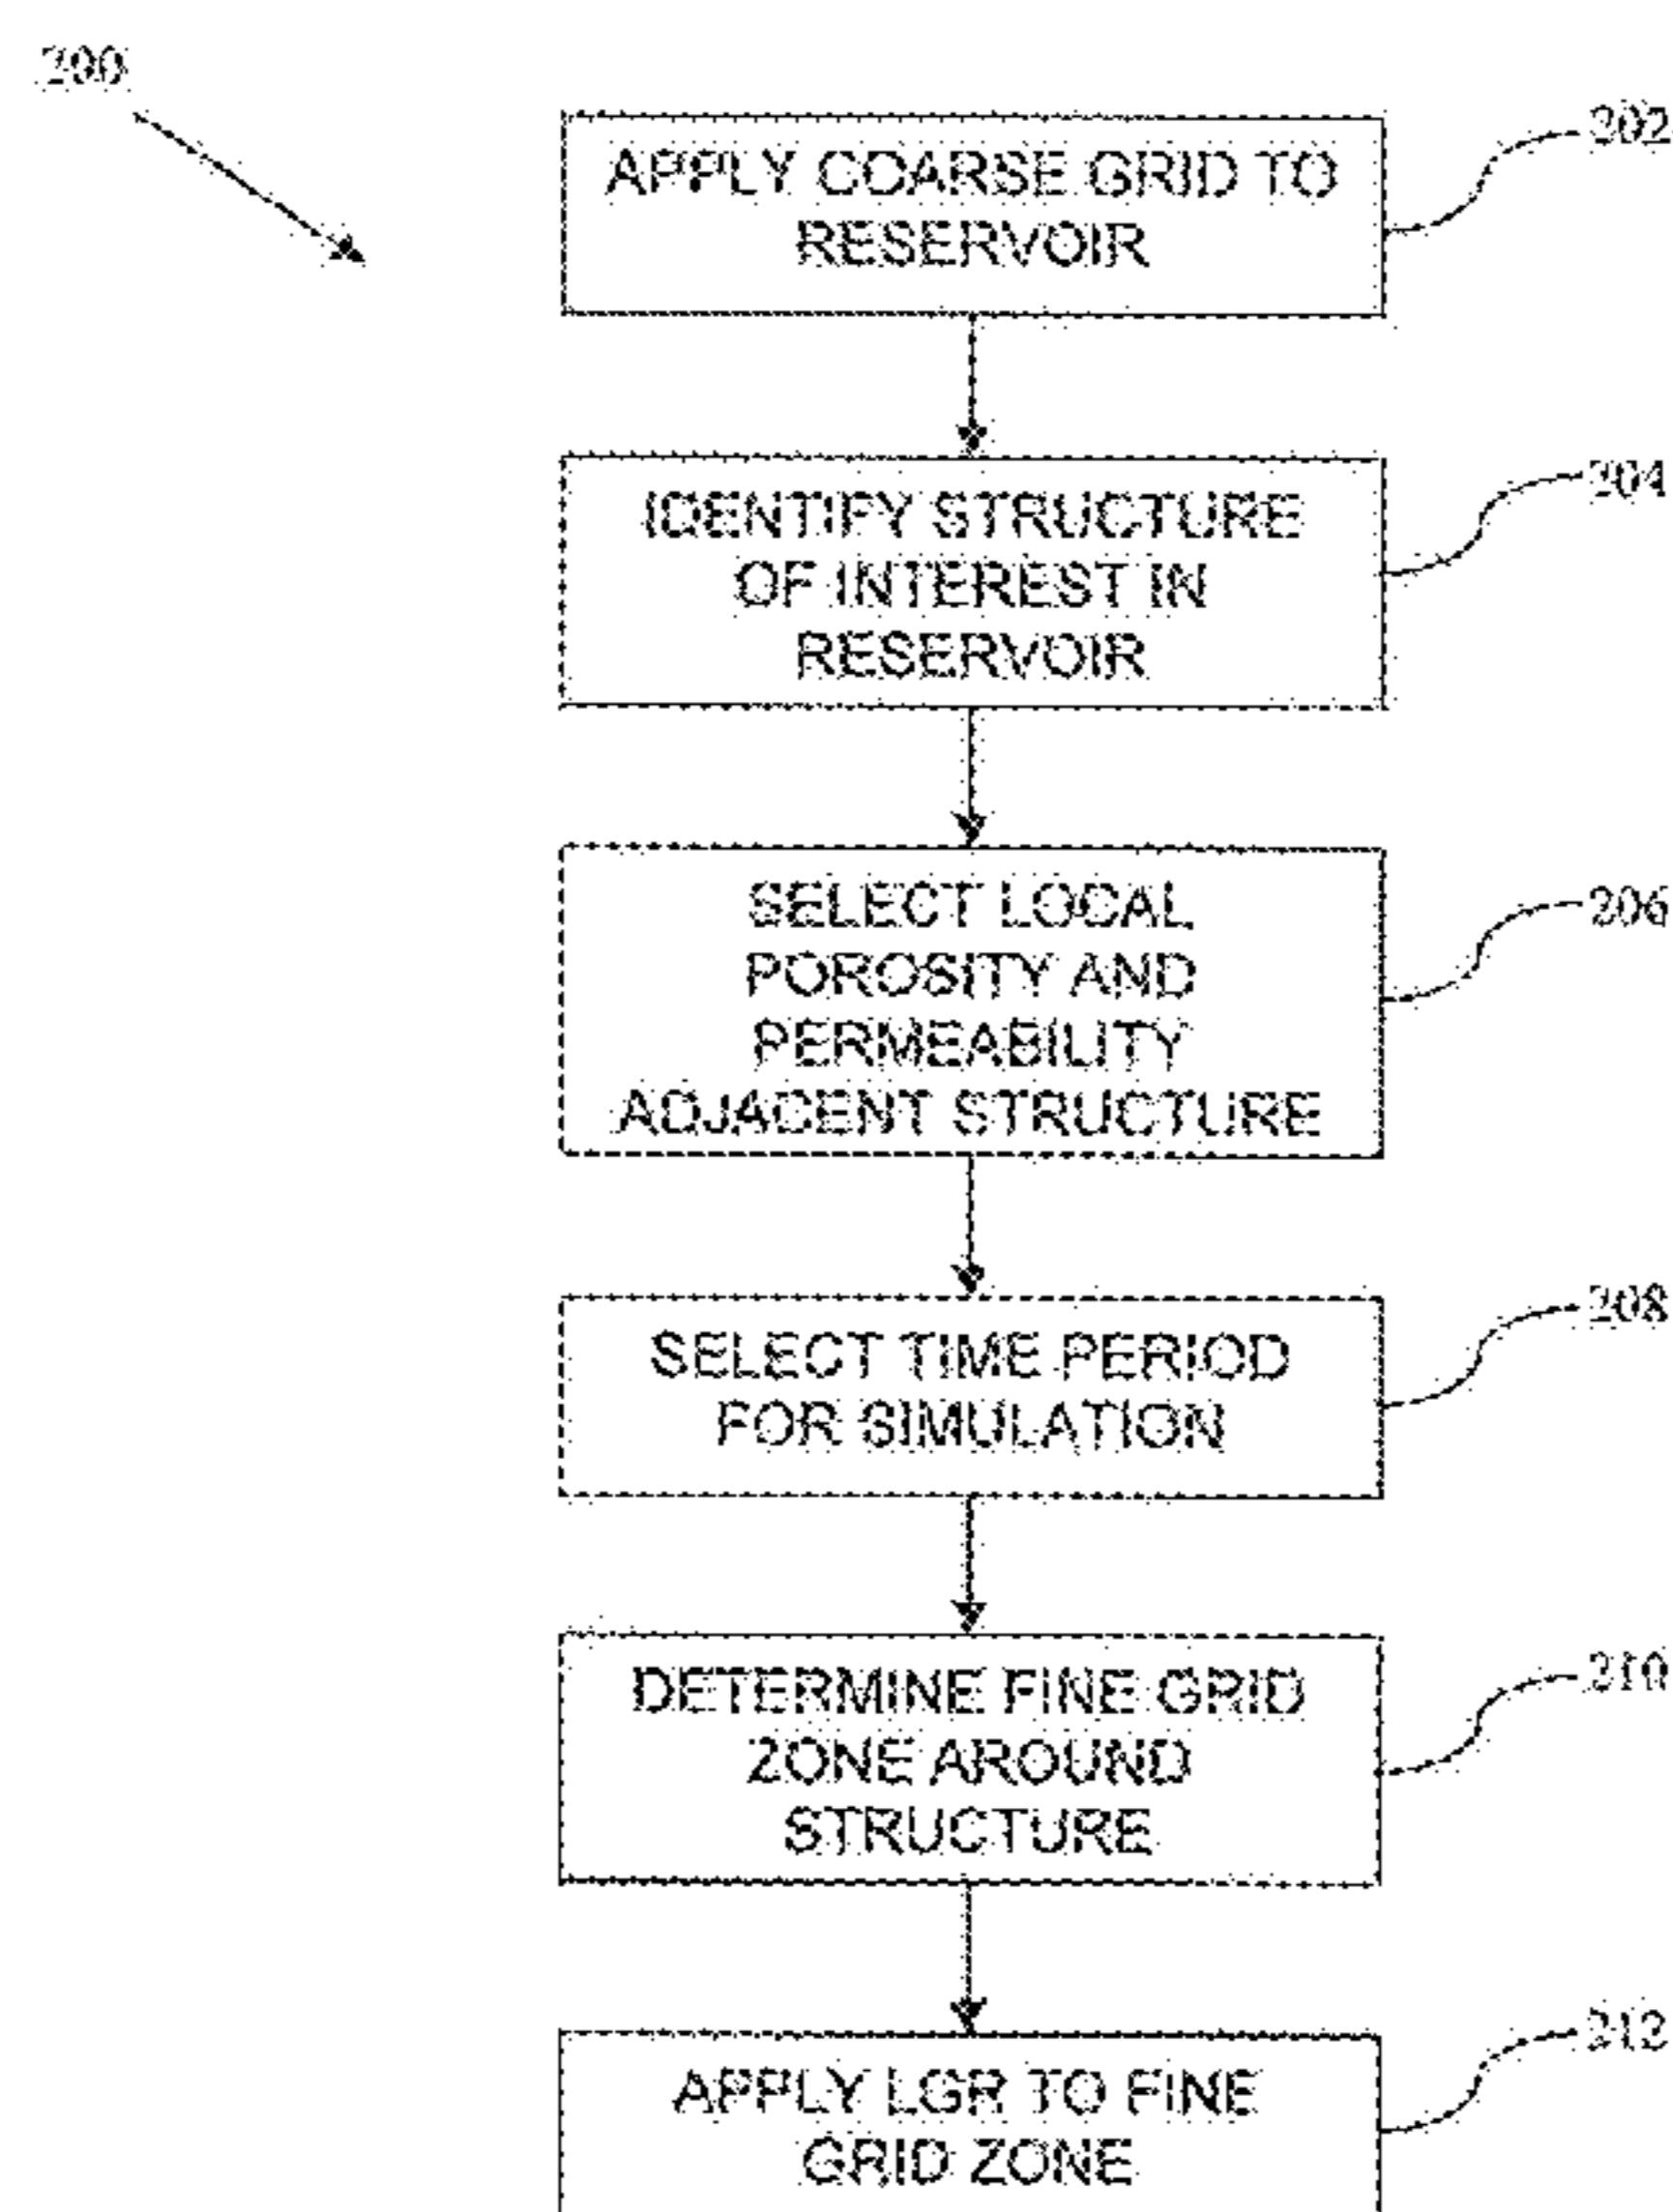 200
APPLY COARSE GRID TO
RESERVOIR
202
IDENTIFY STRUCTURE
OF INTEREST IN
RESERVOIR
204
SELECT LOCAL
POROSITY AND
PERMEABILITY
ADJACENT STRUCTURE
206
SELECT TIME PERIOD
FOR SIMULATION
208
DETERMINE FINE GRID
ZONE AROUND
STRUCTURE
210
APPLY LGR TO FINE
GRID ZONE
212